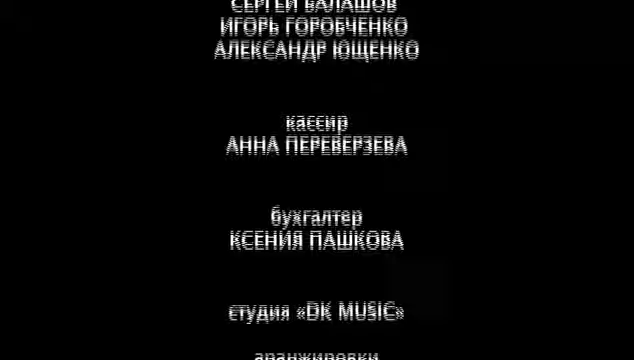 СЕРГЕЙ БАЛАШОВ
ИГОРЬ ГОРОБЧЕНКО
АЛЕКСАНДР ЮЩЕНКО
кассир
АННА ПЕРЕВЕРЗЕВА
бухгалтер
КСЕНИЯ ПАШКОВА
студия «DK MUSIC»
аранжировки